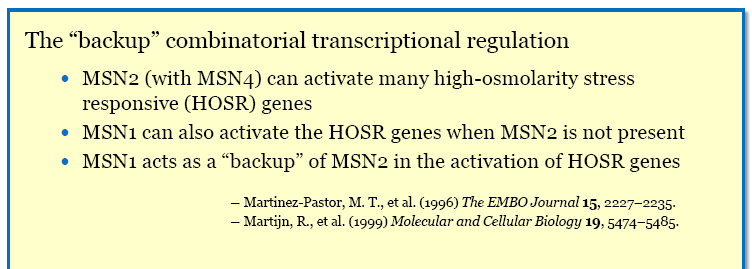 The “backup” combinatorial transcriptional regulation
• MSN2 (with MSN4) can activate many high-osmolarity stress
responsive (HOSR) genes
• MSN1 can also activate the HOSR genes when MSN2 is not present
• MSN1 acts as a “backup” of MSN2 in the activation of HOSR genes
– Martinez-Pastor, M. T., et al. (1996) The EMBO Journal 15, 2227–2235.
– Martijn, R., et al. (1999) Molecular and Cellular Biology 19, 5474–5485.